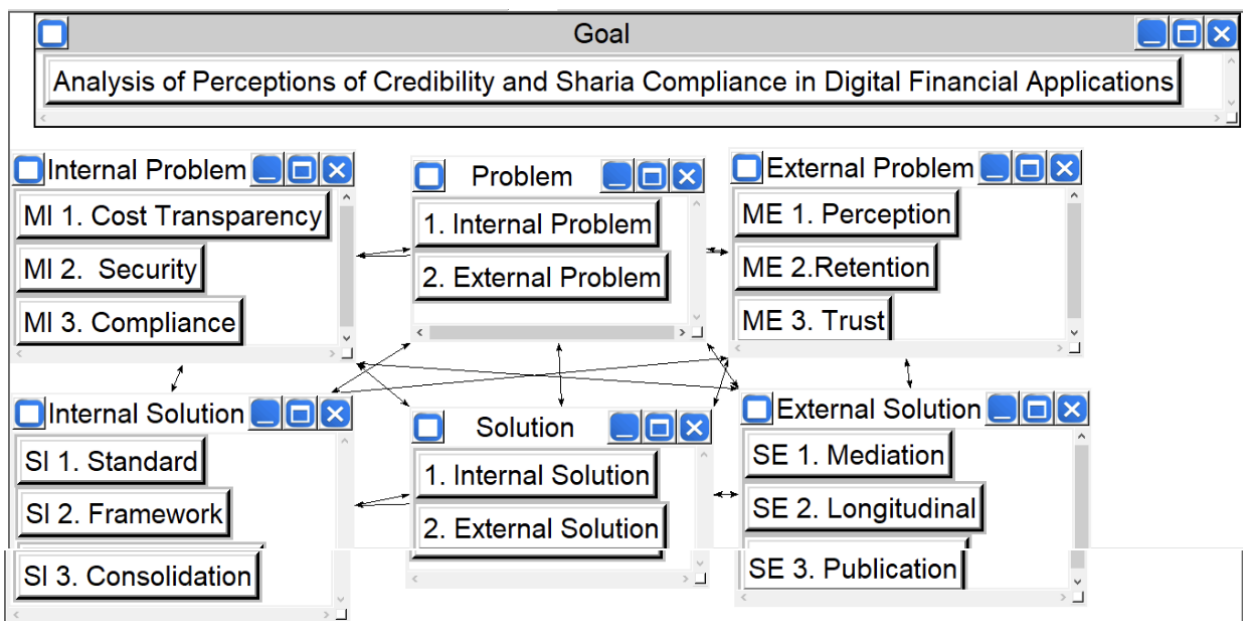 Goal
Analysis of Perceptions of Credibility and Sharia Compliance in Digital Financial Applications
Internal Problem
MI 1. Cost Transparency
MI 2.  Security
MI 3. Compliance
Problem
1. Internal Problem
2. External Problem
External Problem
ME 1. Perception
ME 2.Retention
ME 3. Trust
Internal Solution
SI 1. Standard
SI 2. Framework
SI 3. Consolidation
Solution
1. Internal Solution
2. External Solution
External Solution
SE 1. Mediation
SE 2. Longitudinal
SE 3. Publication